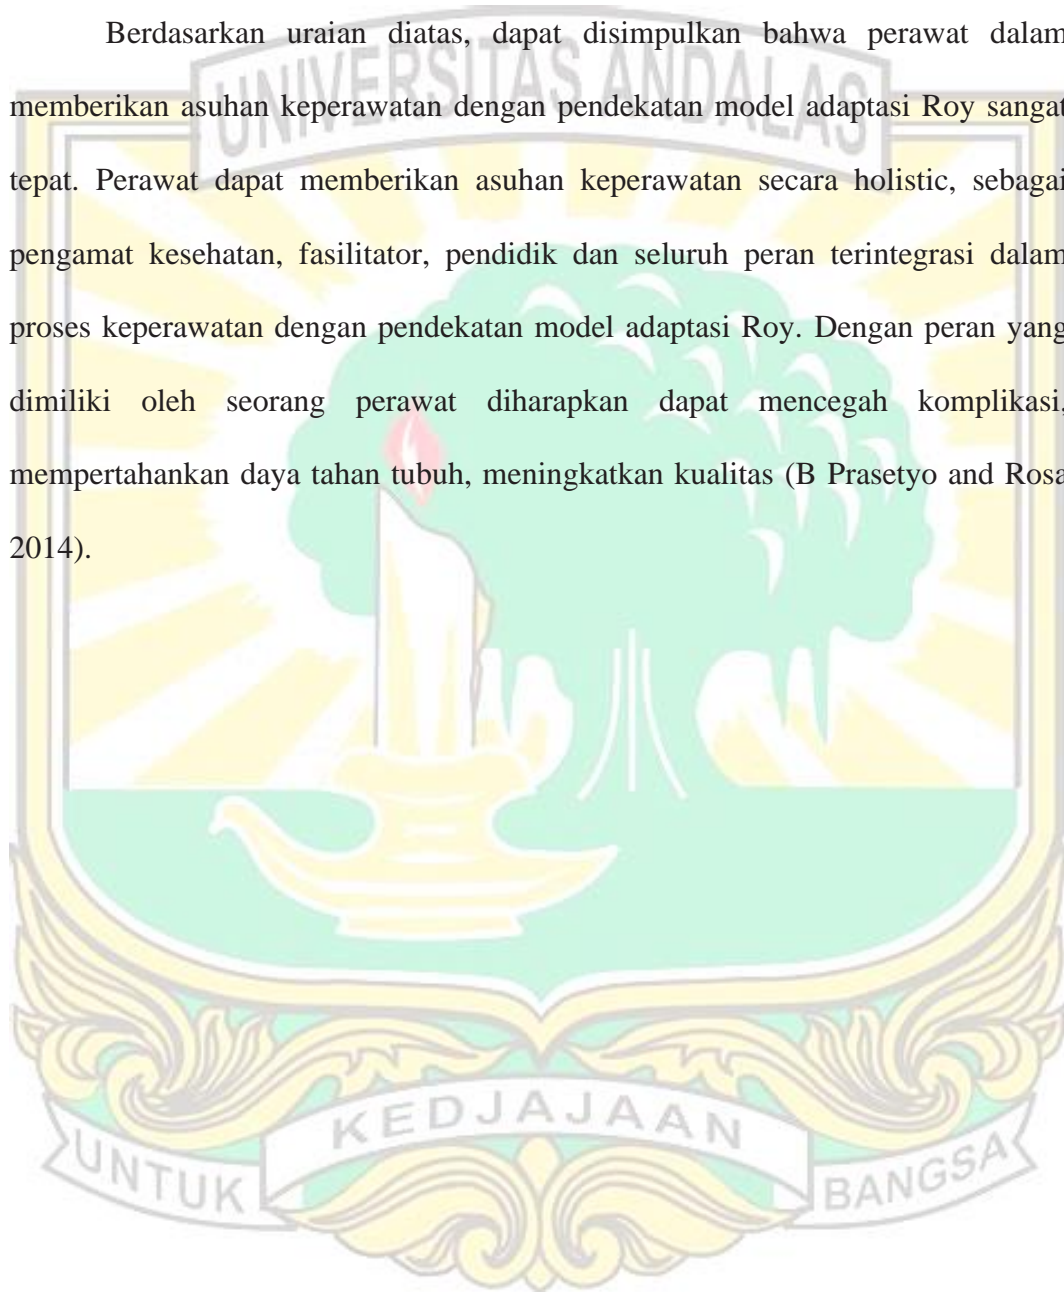 Berdasarkan uraian diatas, dapat disimpulkan bahwa perawat dalam
memberikan asuhan keperawatan dengan pendekatan model adaptasi Roy sangat
tepat. Perawat dapat memberikan asuhan keperawatan secara holistic, sebagai
pengamat kesehatan, fasilitator, pendidik dan seluruh peran terintegrasi dalam
proses keperawatan dengan pendekatan model adaptasi Roy. Dengan peran yang
dimiliki oleh seorang perawat diharapkan dapat mencegah komplikasi,
mempertahankan daya tahan tubuh, meningkatkan kualitas (B Prasetyo and Rosa
2014).
UNIVERSITAS ANDALAS
UNTUK KEDJAJAAN BANGSA